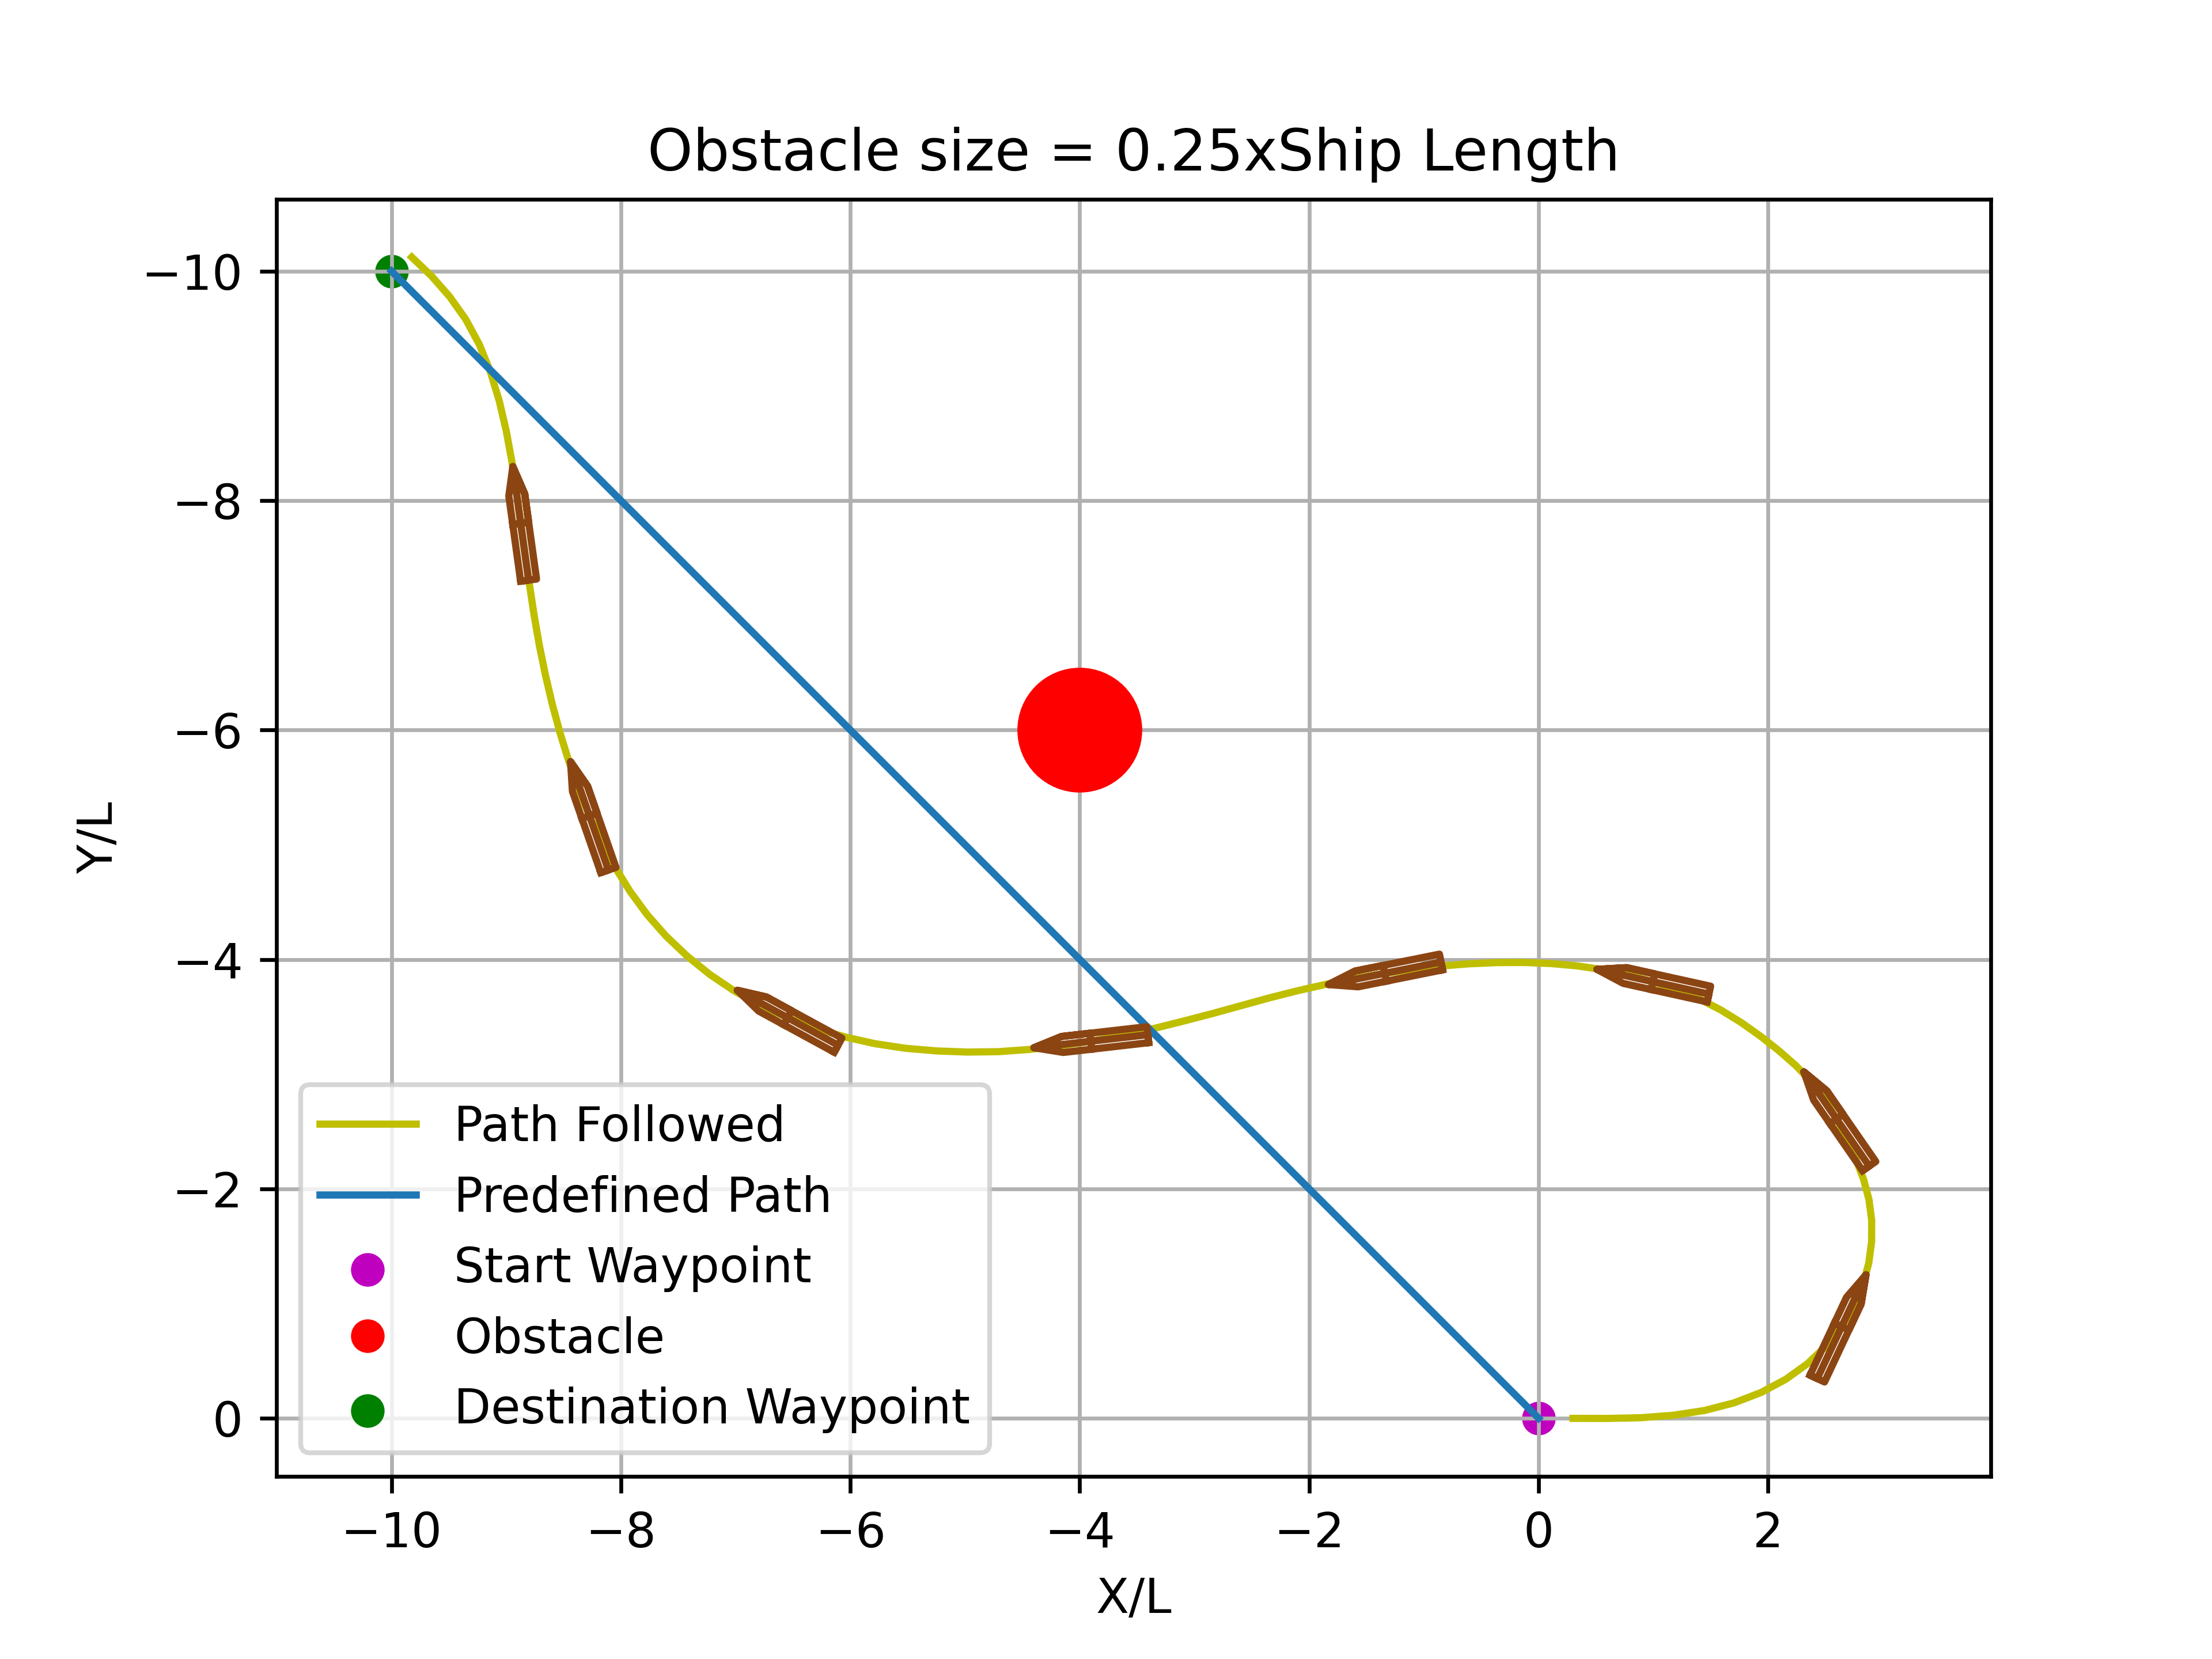 Obstacle size = 0.25xShip Length
−10
−8
−6
−4
−2
0
Y/L
Path Followed
Predefined Path
Start Waypoint
Obstacle
Destination Waypoint
−10 −8 −6 −4 −2 0 2
X/L